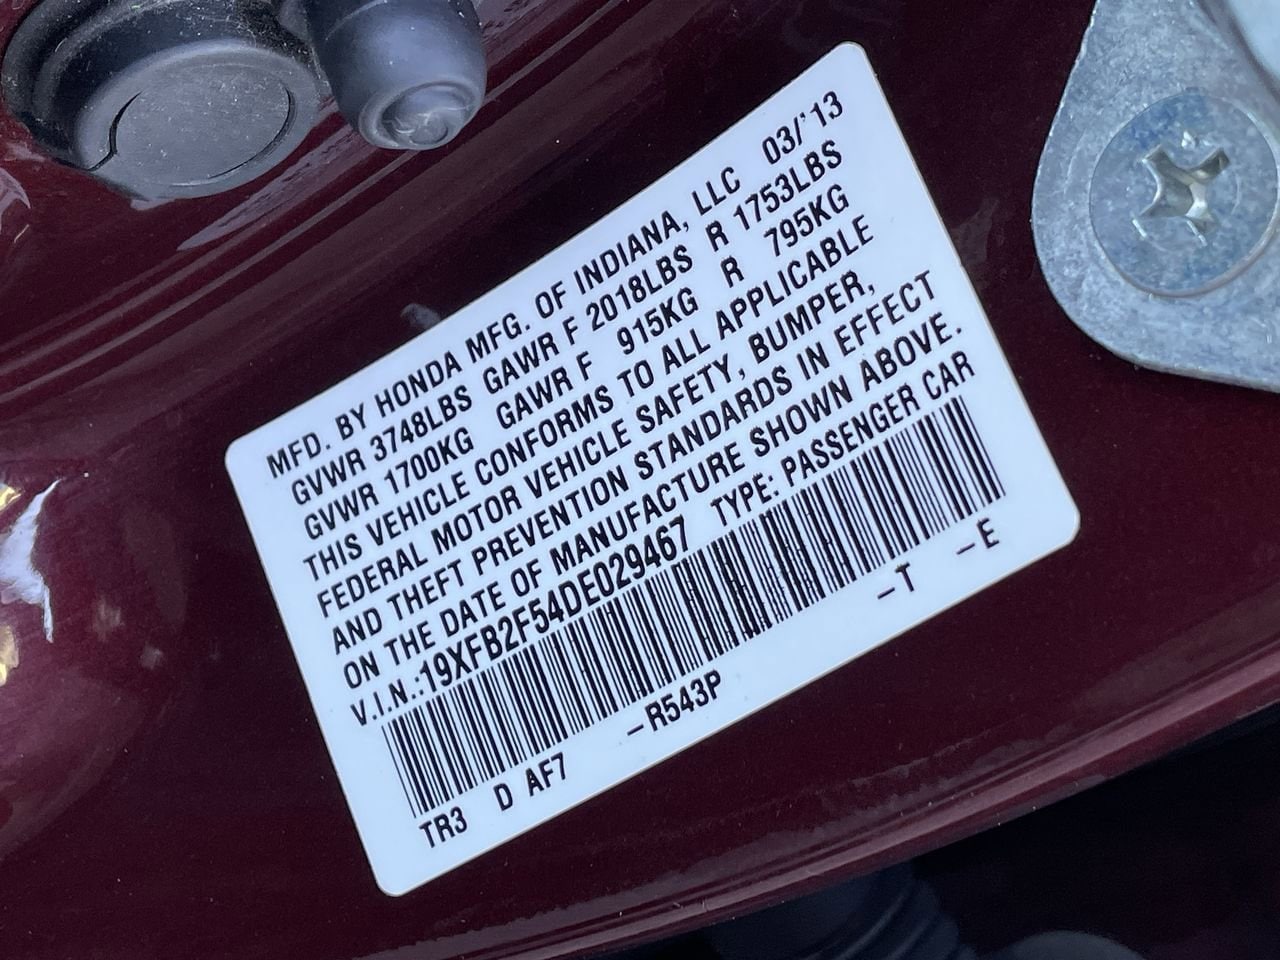 MFD. BY HONDA MFG. OF INDIANA, LLC 03/'13
GVWR 3748LBS GAWR F 2018LBS R 1753LBS
GVWR 1700KG GAWR F 915KG R 795KG
THIS VEHICLE CONFORMS TO ALL APPLICABLE
FEDERAL MOTOR VEHICLE SAFETY, BUMPER,
AND THEFT PREVENTION STANDARDS IN EFFECT
ON THE DATE OF MANUFACTURE SHOWN ABOVE.
V.I.N.:19XFB2F54DE029467 TYPE: PASSENGER CAR
TR3 D AF7 –R543P –T –E